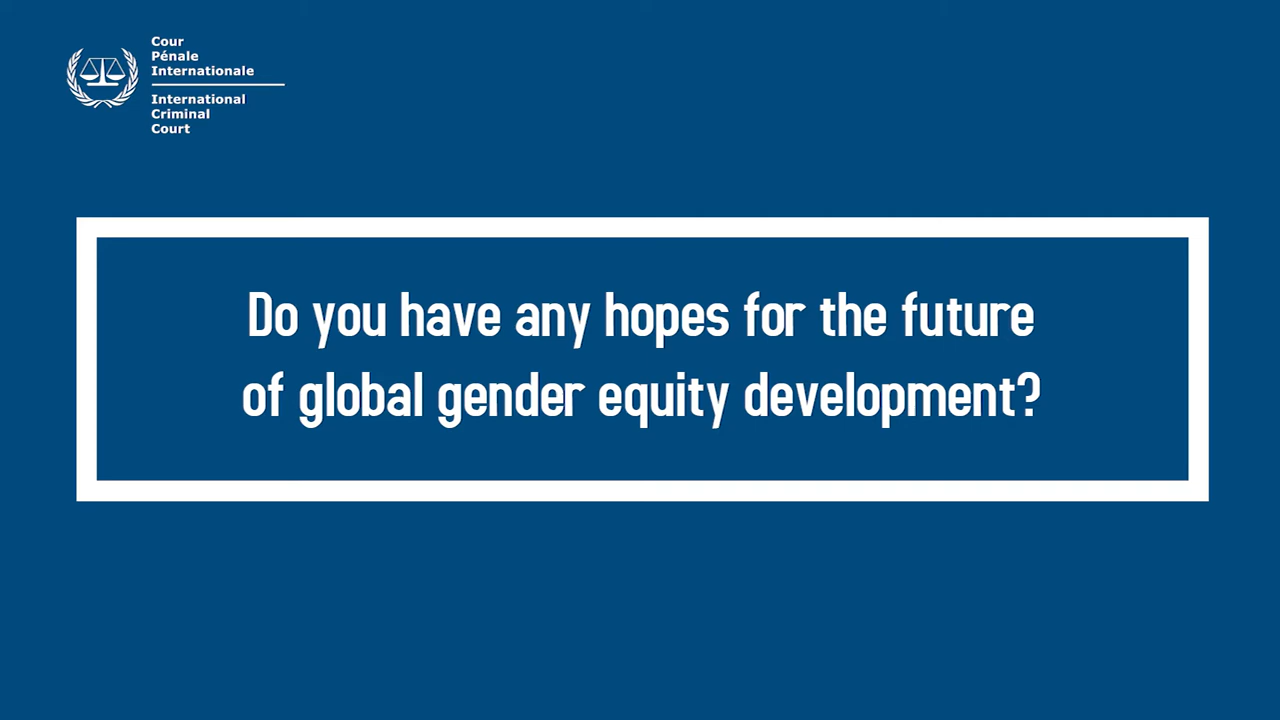 Cour
Pénale
Internationale
International
Criminal
Court
Do you have any hopes for the future
of global gender equity development?